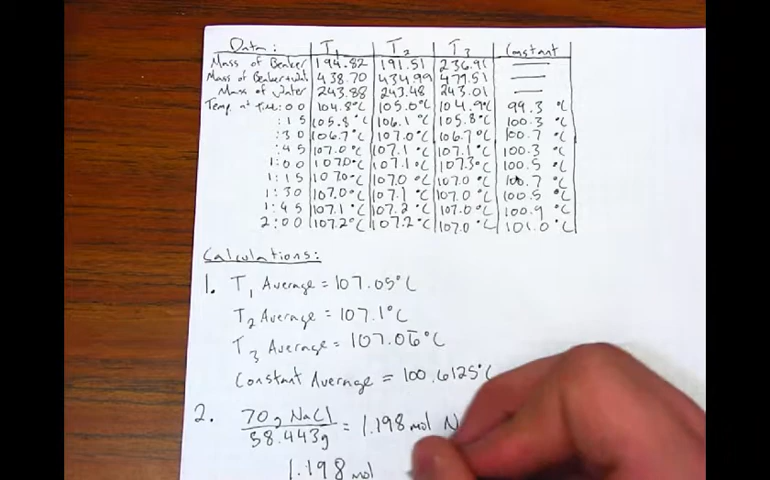 Data: T1 T2 T3 Constant
Mass of Beaker 194.82 191.51 236.91 —
Mass of Beaker+Wat 438.70 434.99 479.51 —
Mass of Water 243.88 243.48 243.01 —
Temp. at time :00 104.8°C 105.0°C 104.9°C 99.3 °C
:15 105.8°C 106.1 °C 105.8°C 100.3 °C
:30 106.7°C 107.0°C 106.7°C 100.7 °C
:45 107.0°C 107.1 °C 107.1°C 100.3 °C
1:00 107.0°C 107.1°C 107.3°C 100.5 °C
1:15 107.0°C 107.0 °C 107.0 °C 100.7 °C
1:30 107.0°C 107.1 °C 107.0 °C 100.5 °C
1:45 107.1 °C 107.2 °C 107.0°C 100.9 °C
2:00 107.2°C 107.2°C 107.0 °C 101.0 °C
Calculations:
1. T1 Average = 107.05°C
T2 Average = 107.1°C
T3 Average = 107.06̅°C
Constant Average = 100.6125°C
2. 70g NaCl
58.443g = 1.198 mol N
1.198 mol